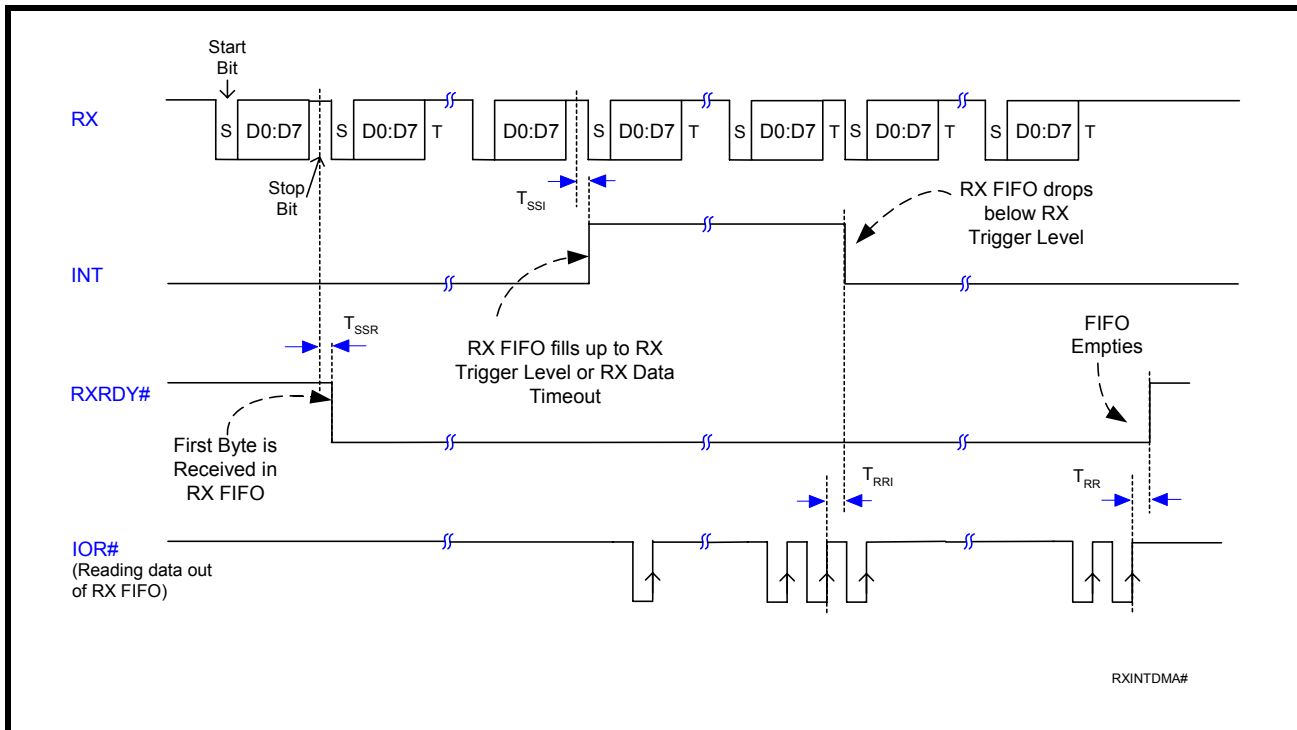 Start
Bit
RX
S D0:D7 S D0:D7 T D0:D7 S D0:D7 T S D0:D7 T S D0:D7 T S D0:D7 T
Stop
Bit
TSSI
RX FIFO drops
below RX
Trigger Level
INT
TSSR
RX FIFO fills up to RX
Trigger Level or RX Data
Timeout
FIFO
Empties
RXRDY#
First Byte is
Received in
RX FIFO
TRRI
TRR
IOR#
(Reading data out
of RX FIFO)
RXINTDMA#